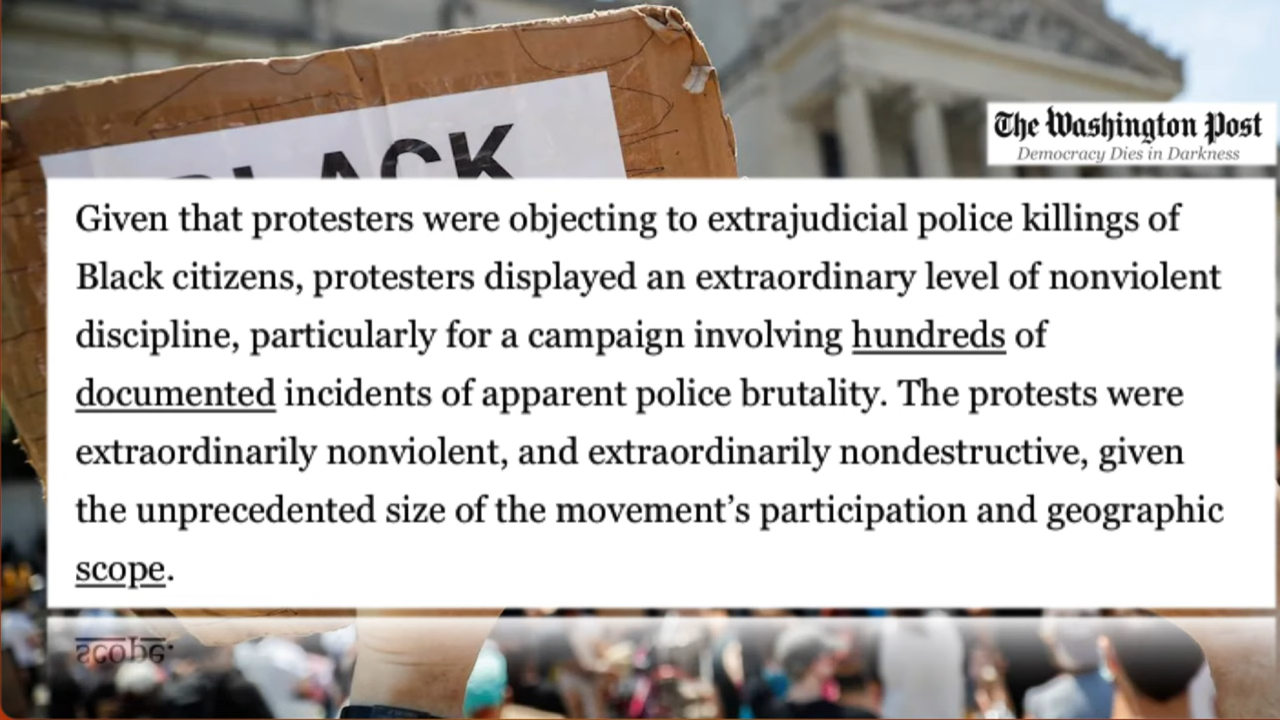 BLACK
The Washington Post
Democracy Dies in Darkness
Given that protesters were objecting to extrajudicial police killings of
Black citizens, protesters displayed an extraordinary level of nonviolent
discipline, particularly for a campaign involving hundreds of
documented incidents of apparent police brutality. The protests were
extraordinarily nonviolent, and extraordinarily nondestructive, given
the unprecedented size of the movement’s participation and geographic
scope.
scope.